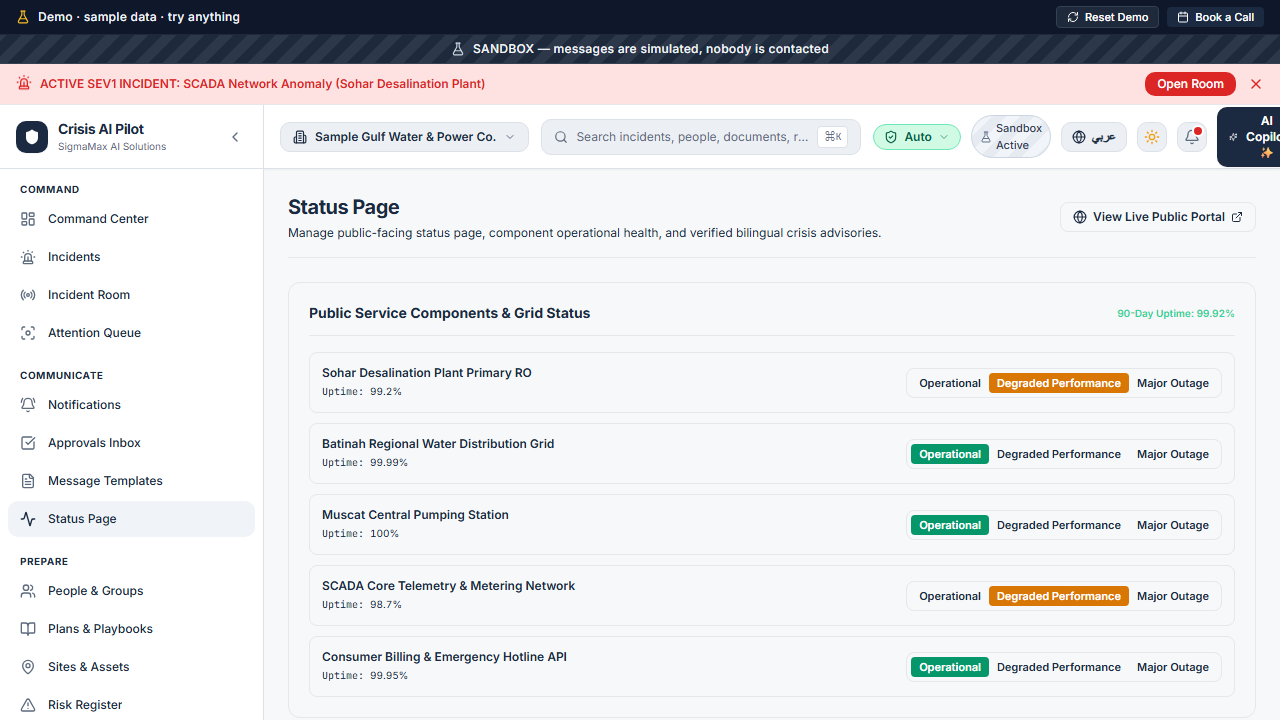 Demo · sample data · try anything
Reset Demo
Book a Call
SANDBOX — messages are simulated, nobody is contacted
ACTIVE SEV1 INCIDENT: SCADA Network Anomaly (Sohar Desalination Plant)
Open Room
Crisis AI Pilot
SigmaMax AI Solutions
Sample Gulf Water & Power Co.
Search incidents, people, documents, r...
⌘K
Auto
Sandbox
Active
عربي
AI
Copilot
COMMAND
Command Center
Incidents
Incident Room
Attention Queue
COMMUNICATE
Notifications
Approvals Inbox
Message Templates
Status Page
PREPARE
People & Groups
Plans & Playbooks
Sites & Assets
Risk Register
Status Page
Manage public-facing status page, component operational health, and verified bilingual crisis advisories.
View Live Public Portal
Public Service Components & Grid Status
90-Day Uptime: 99.92%
Sohar Desalination Plant Primary RO
Uptime: 99.2%
Operational Degraded Performance Major Outage
Batinah Regional Water Distribution Grid
Uptime: 99.99%
Operational Degraded Performance Major Outage
Muscat Central Pumping Station
Uptime: 100%
Operational Degraded Performance Major Outage
SCADA Core Telemetry & Metering Network
Uptime: 98.7%
Operational Degraded Performance Major Outage
Consumer Billing & Emergency Hotline API
Uptime: 99.95%
Operational Degraded Performance Major Outage